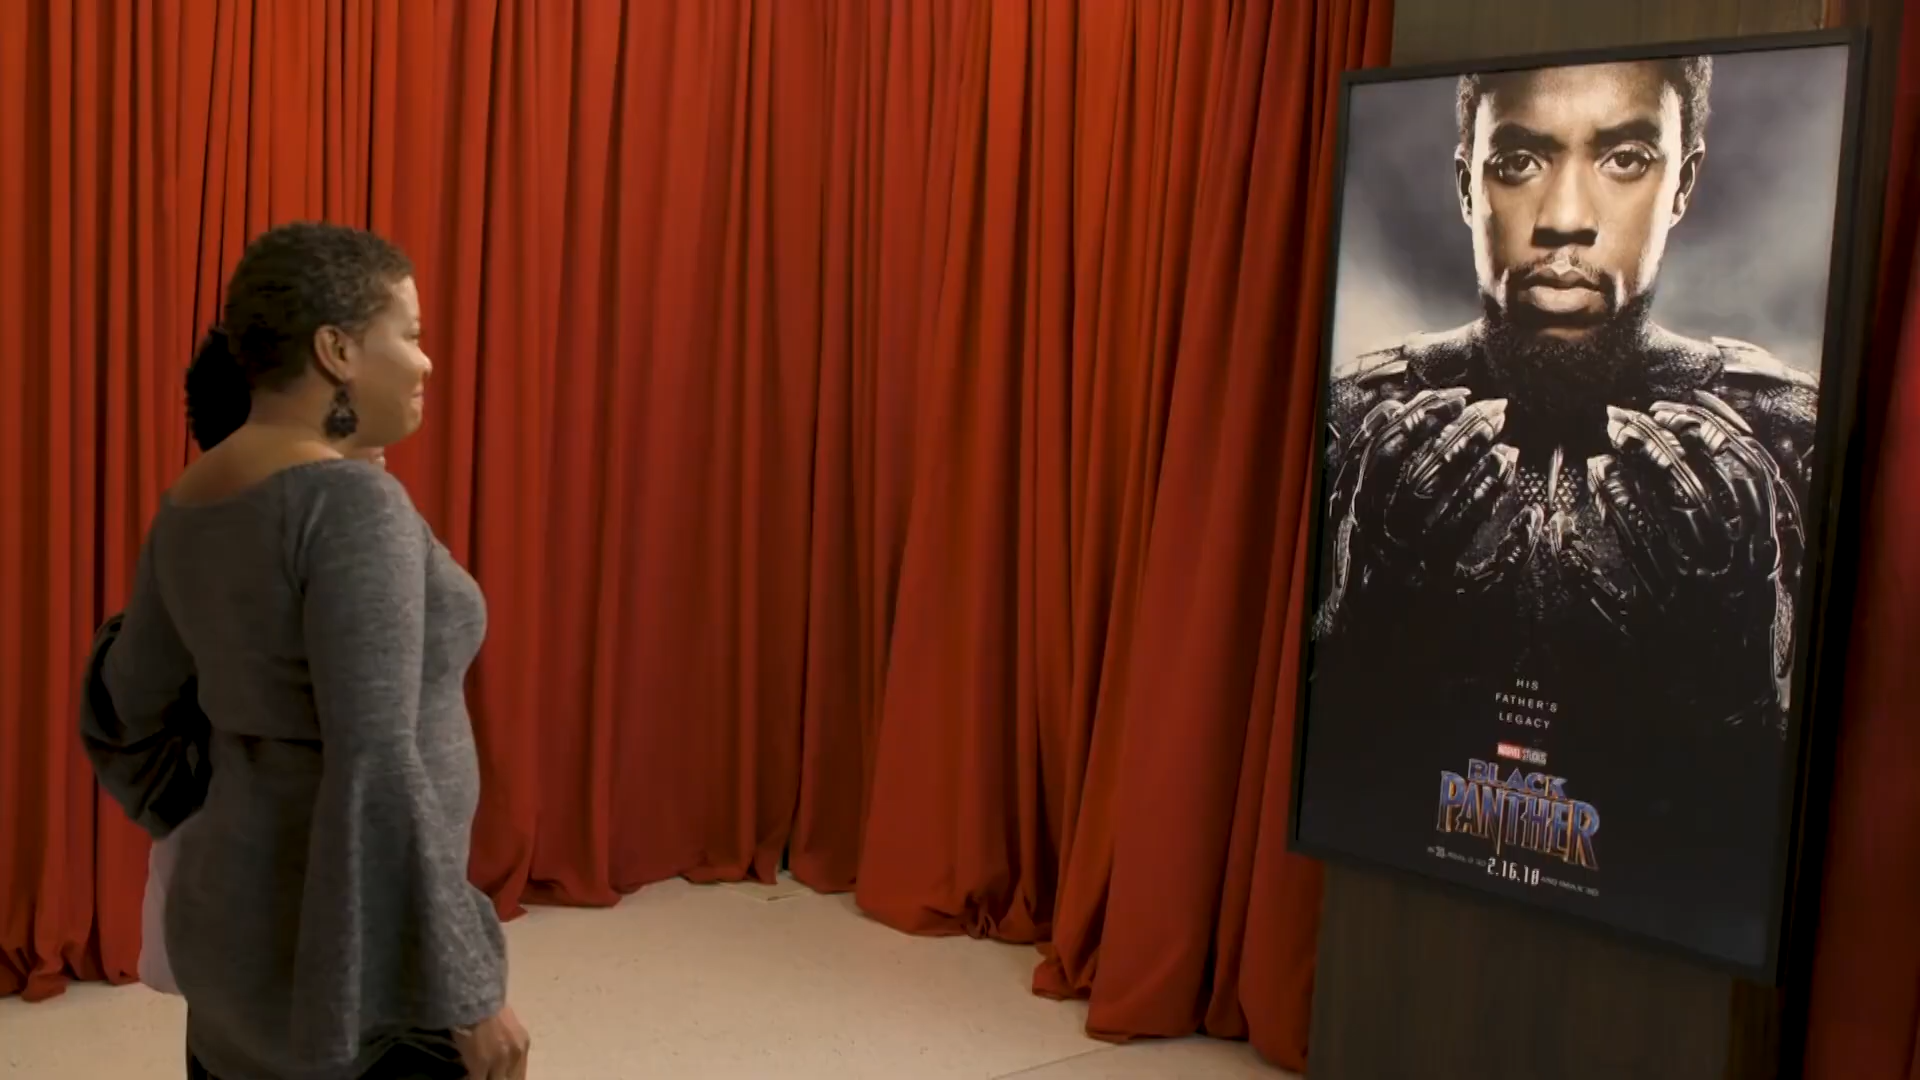 HIS
FATHER'S
LEGACY
MARVEL STUDIOS
BLACK
PANTHER
2.16.18